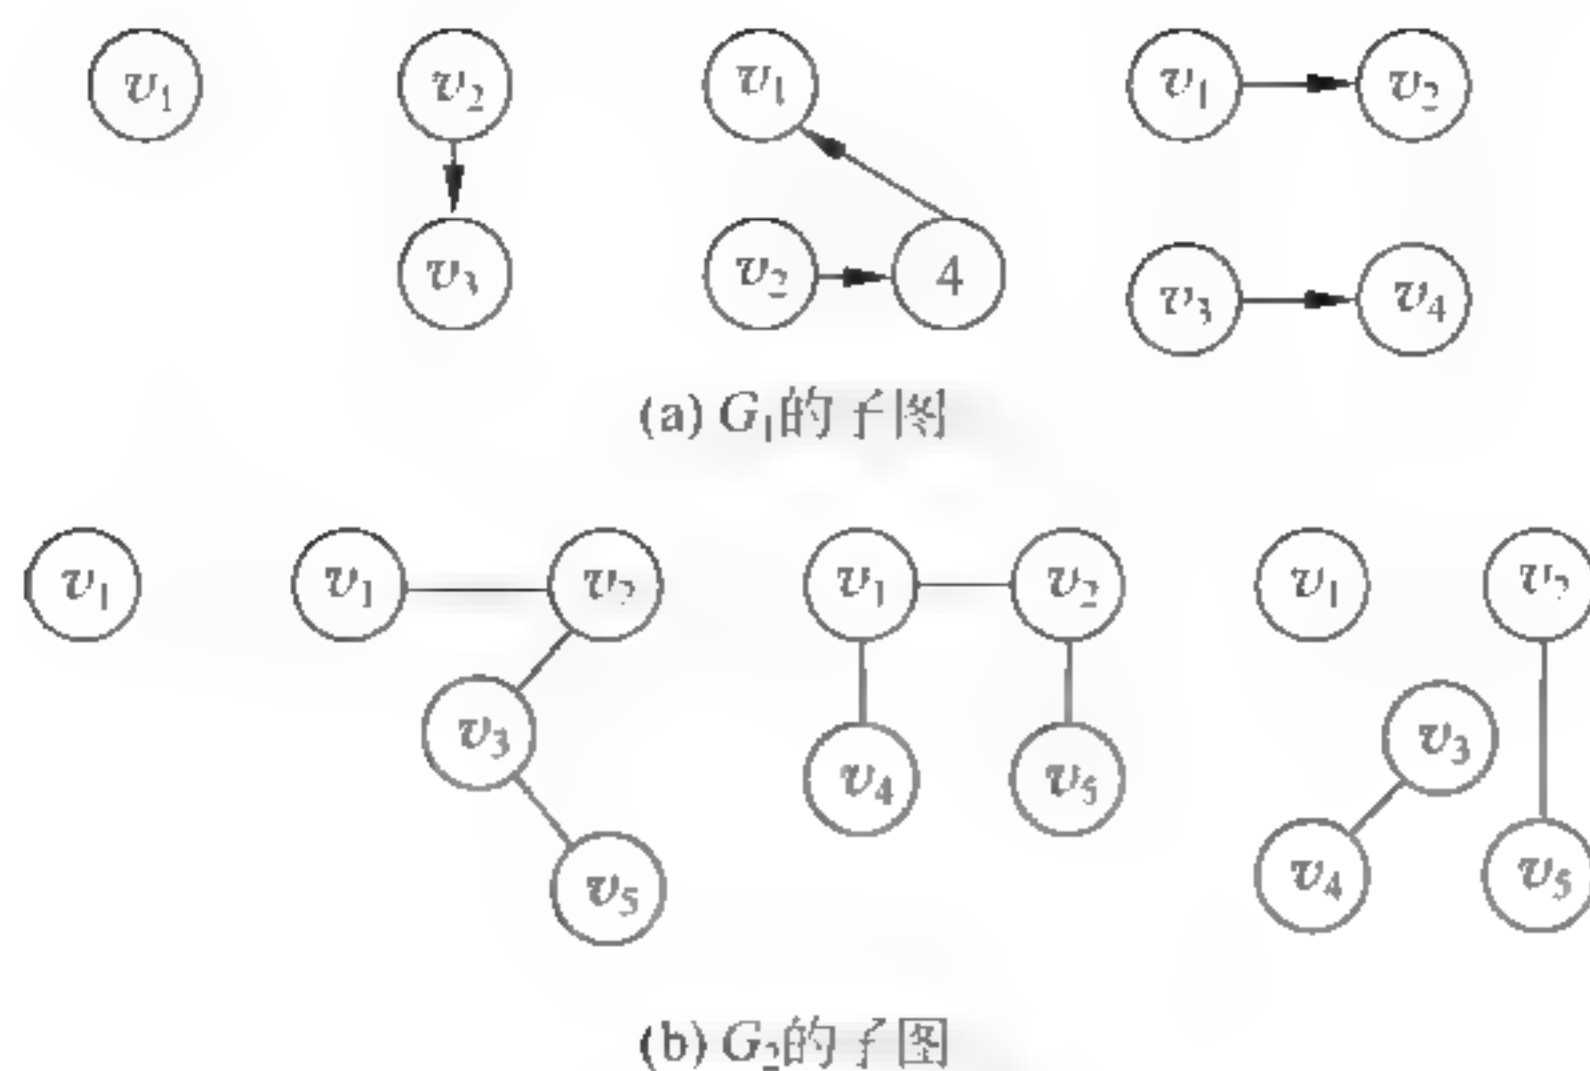 v₁ v₂ v₁ v₁ v₂
v₃ v₂ 4 v₃ v₄
(a) G₁的子图
v₁ v₁ v₂ v₁ v₂ v₁ v₂
v₃ v₃
v₄ v₅ v₄ v₅
v₅
(b) G₂的子图